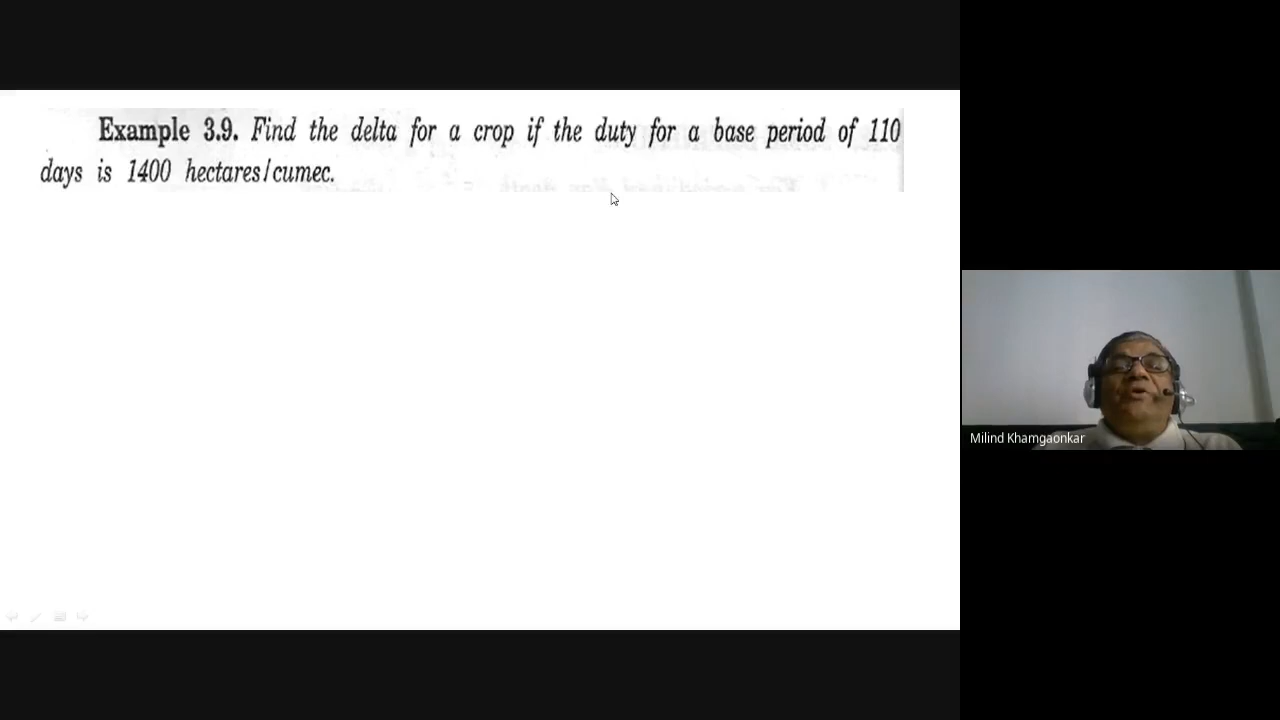 Example 3.9. Find the delta for a crop if the duty for a base period of 110
days is 1400 hectares/cumec.
Milind Khamgaonkar